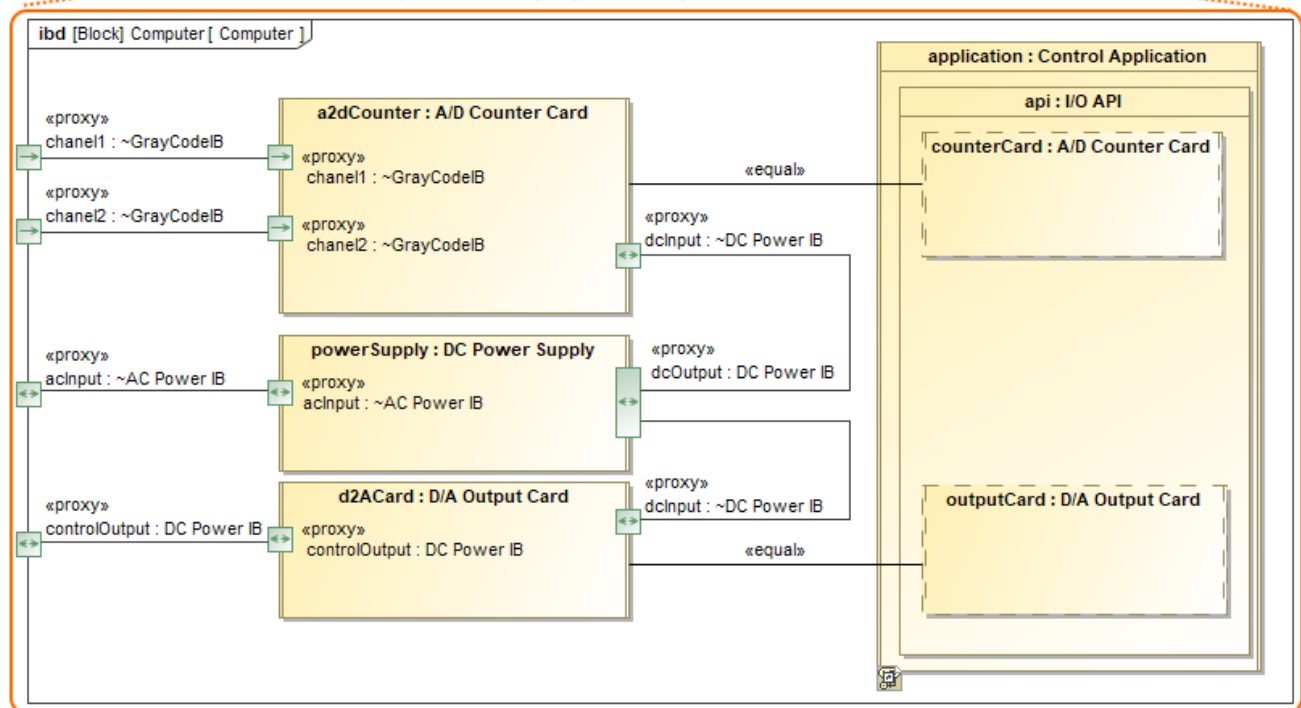 ibd [Block] Computer [ Computer ]
application : Control Application
api : I/O API
«proxy»
chanel1 : ~GrayCodeIB
a2dCounter : A/D Counter Card
«proxy»
chanel1 : ~GrayCodeIB
«equal»
counterCard : A/D Counter Card
«proxy»
chanel2 : ~GrayCodeIB
«proxy»
chanel2 : ~GrayCodeIB
«proxy»
dcInput : ~DC Power IB
«proxy»
acInput : ~AC Power IB
powerSupply : DC Power Supply
«proxy»
acInput : ~AC Power IB
«proxy»
dcOutput : DC Power IB
«proxy»
controlOutput : DC Power IB
d2ACard : D/A Output Card
«proxy»
controlOutput : DC Power IB
«proxy»
dcInput : ~DC Power IB
«equal»
outputCard : D/A Output Card